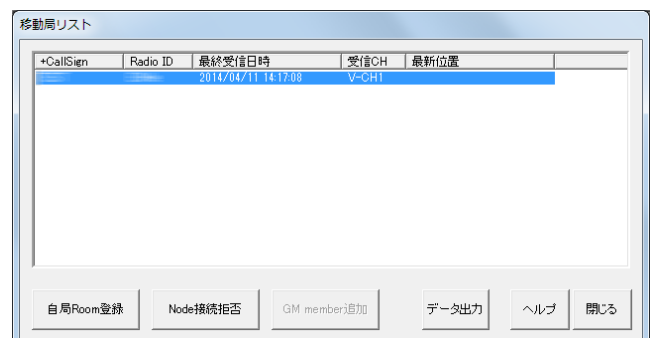 移動局リスト
+CallSign Radio ID 最終受信日時 受信CH 最新位置
2014/04/11 14:17:08 V-CH1
自局Room登録 Node接続拒否 GM member追加 データ出力 ヘルプ 閉じる